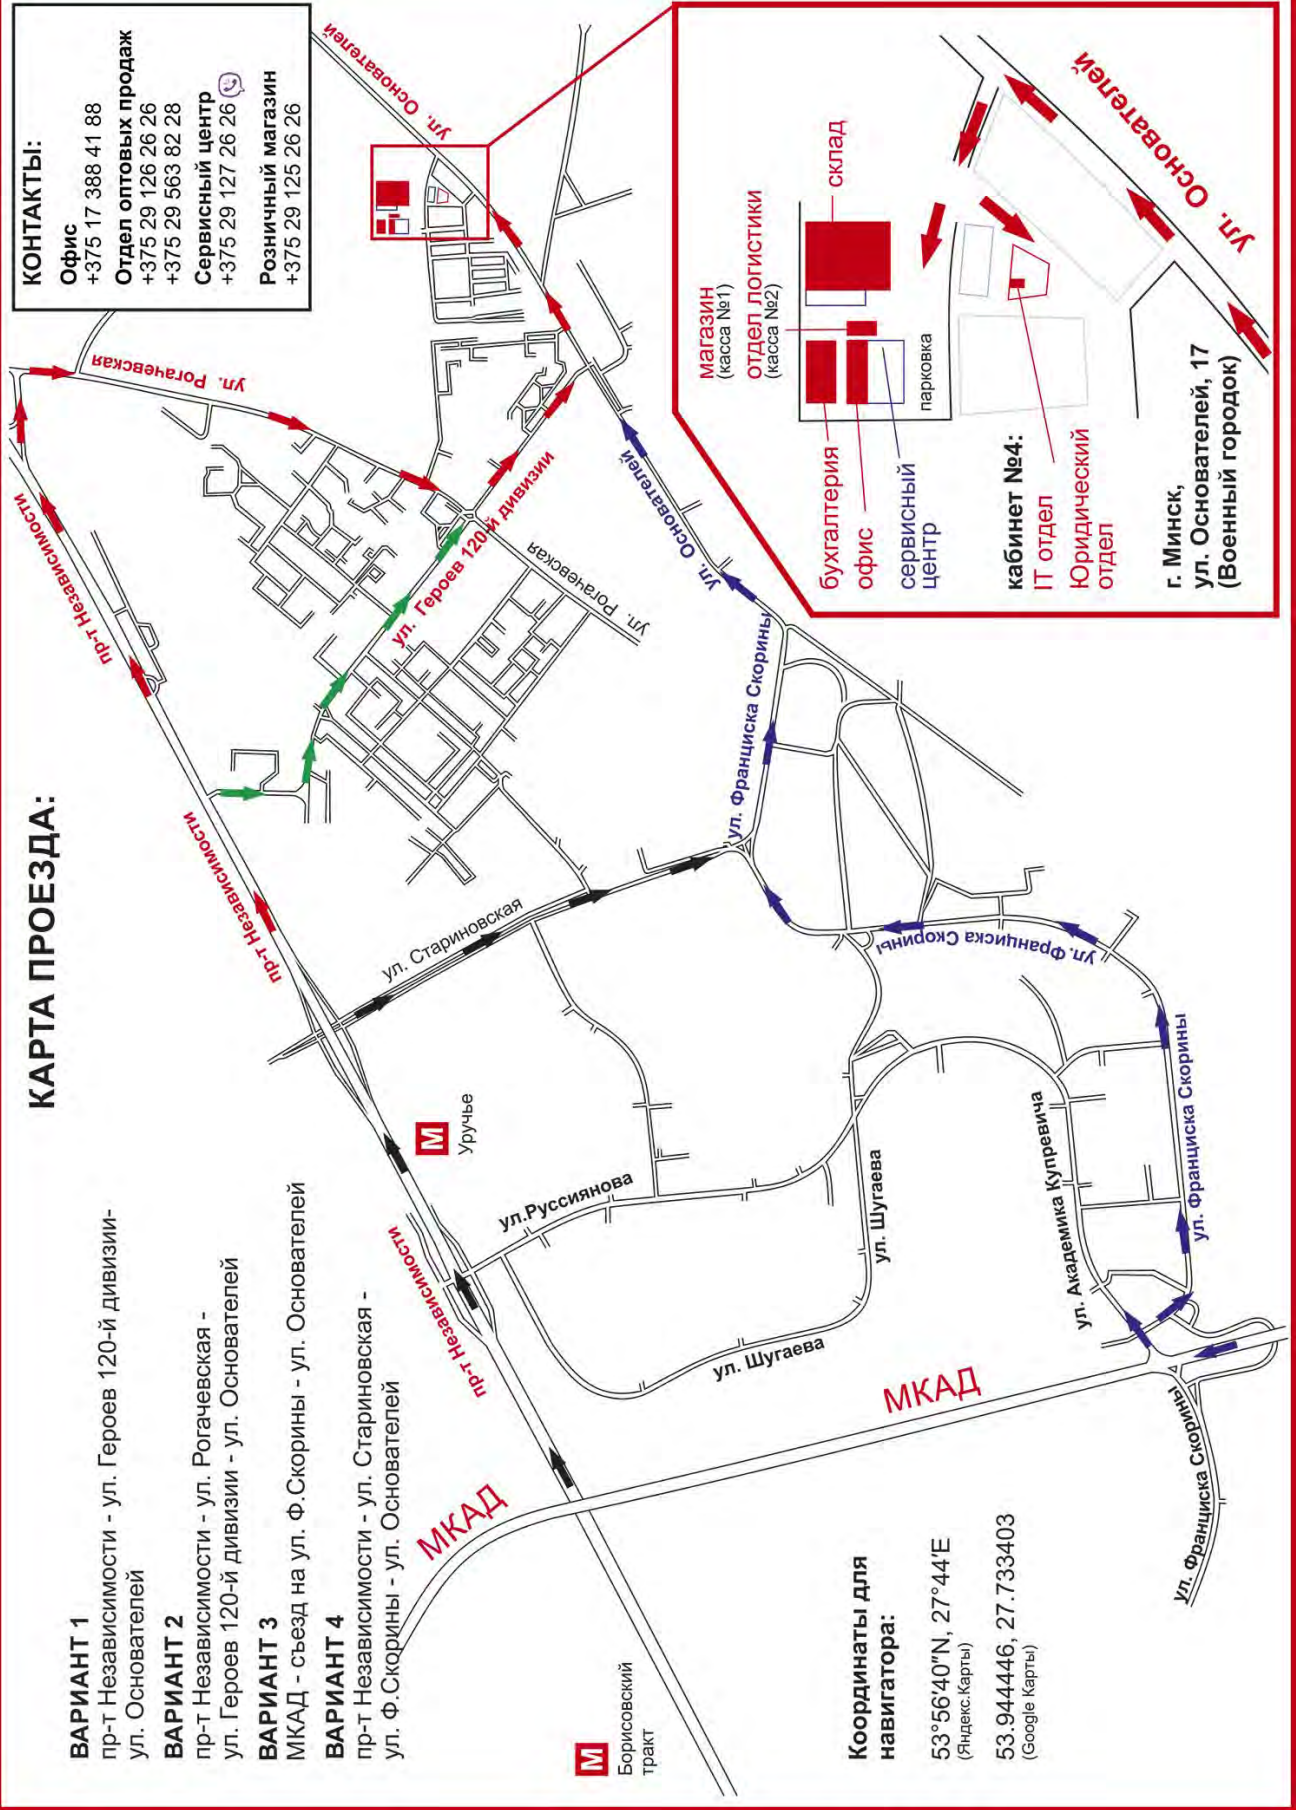 КАРТА ПРОЕЗДА:
ВАРИАНТ 1
пр-т Независимости - ул. Героев 120-й дивизии-
ул. Основателей
ВАРИАНТ 2
пр-т Независимости - ул. Рогачевская -
ул. Героев 120-й дивизии - ул. Основателей
ВАРИАНТ 3
МКАД - съезд на ул. Ф.Скорины - ул. Основателей
ВАРИАНТ 4
пр-т Независимости - ул. Стариновская -
ул. Ф.Скорины - ул. Основателей
КОНТАКТЫ:
Офис
+375 17 388 41 88
Отдел оптовых продаж
+375 29 126 26 26
+375 29 563 82 28
Сервисный центр
+375 29 127 26 26
Розничный магазин
+375 29 125 26 26
М
Борисовский
тракт
М
Уручье
МКАД
МКАД
пр-т Независимости
пр-т Независимости
пр-т Независимости
пр-т Независимости
пр-т Независимости
ул. Рогачевская
ул. Рогачевская
ул. Героев 120-й дивизии
ул. Основателей
ул. Основателей
ул. Стариновская
ул.Руссиянова
ул. Шугаева
ул. Шугаева
ул. Академика Купревича
ул. Франциска Скорины
ул. Франциска Скорины
ул.Франциска Скорины
ул. Франциска Скорины
Координаты для
навигатора:
53°56′40″N, 27°44′E
(Яндекс.Карты)
53.944446, 27.733403
(Google Карты)
магазин
(касса №1)
отдел логистики
(касса №2)
склад
бухгалтерия
офис
сервисный
центр
парковка
кабинет №4:
IT отдел
Юридический
отдел
ул. Основателей
г. Минск,
ул. Основателей, 17
(Военный городок)